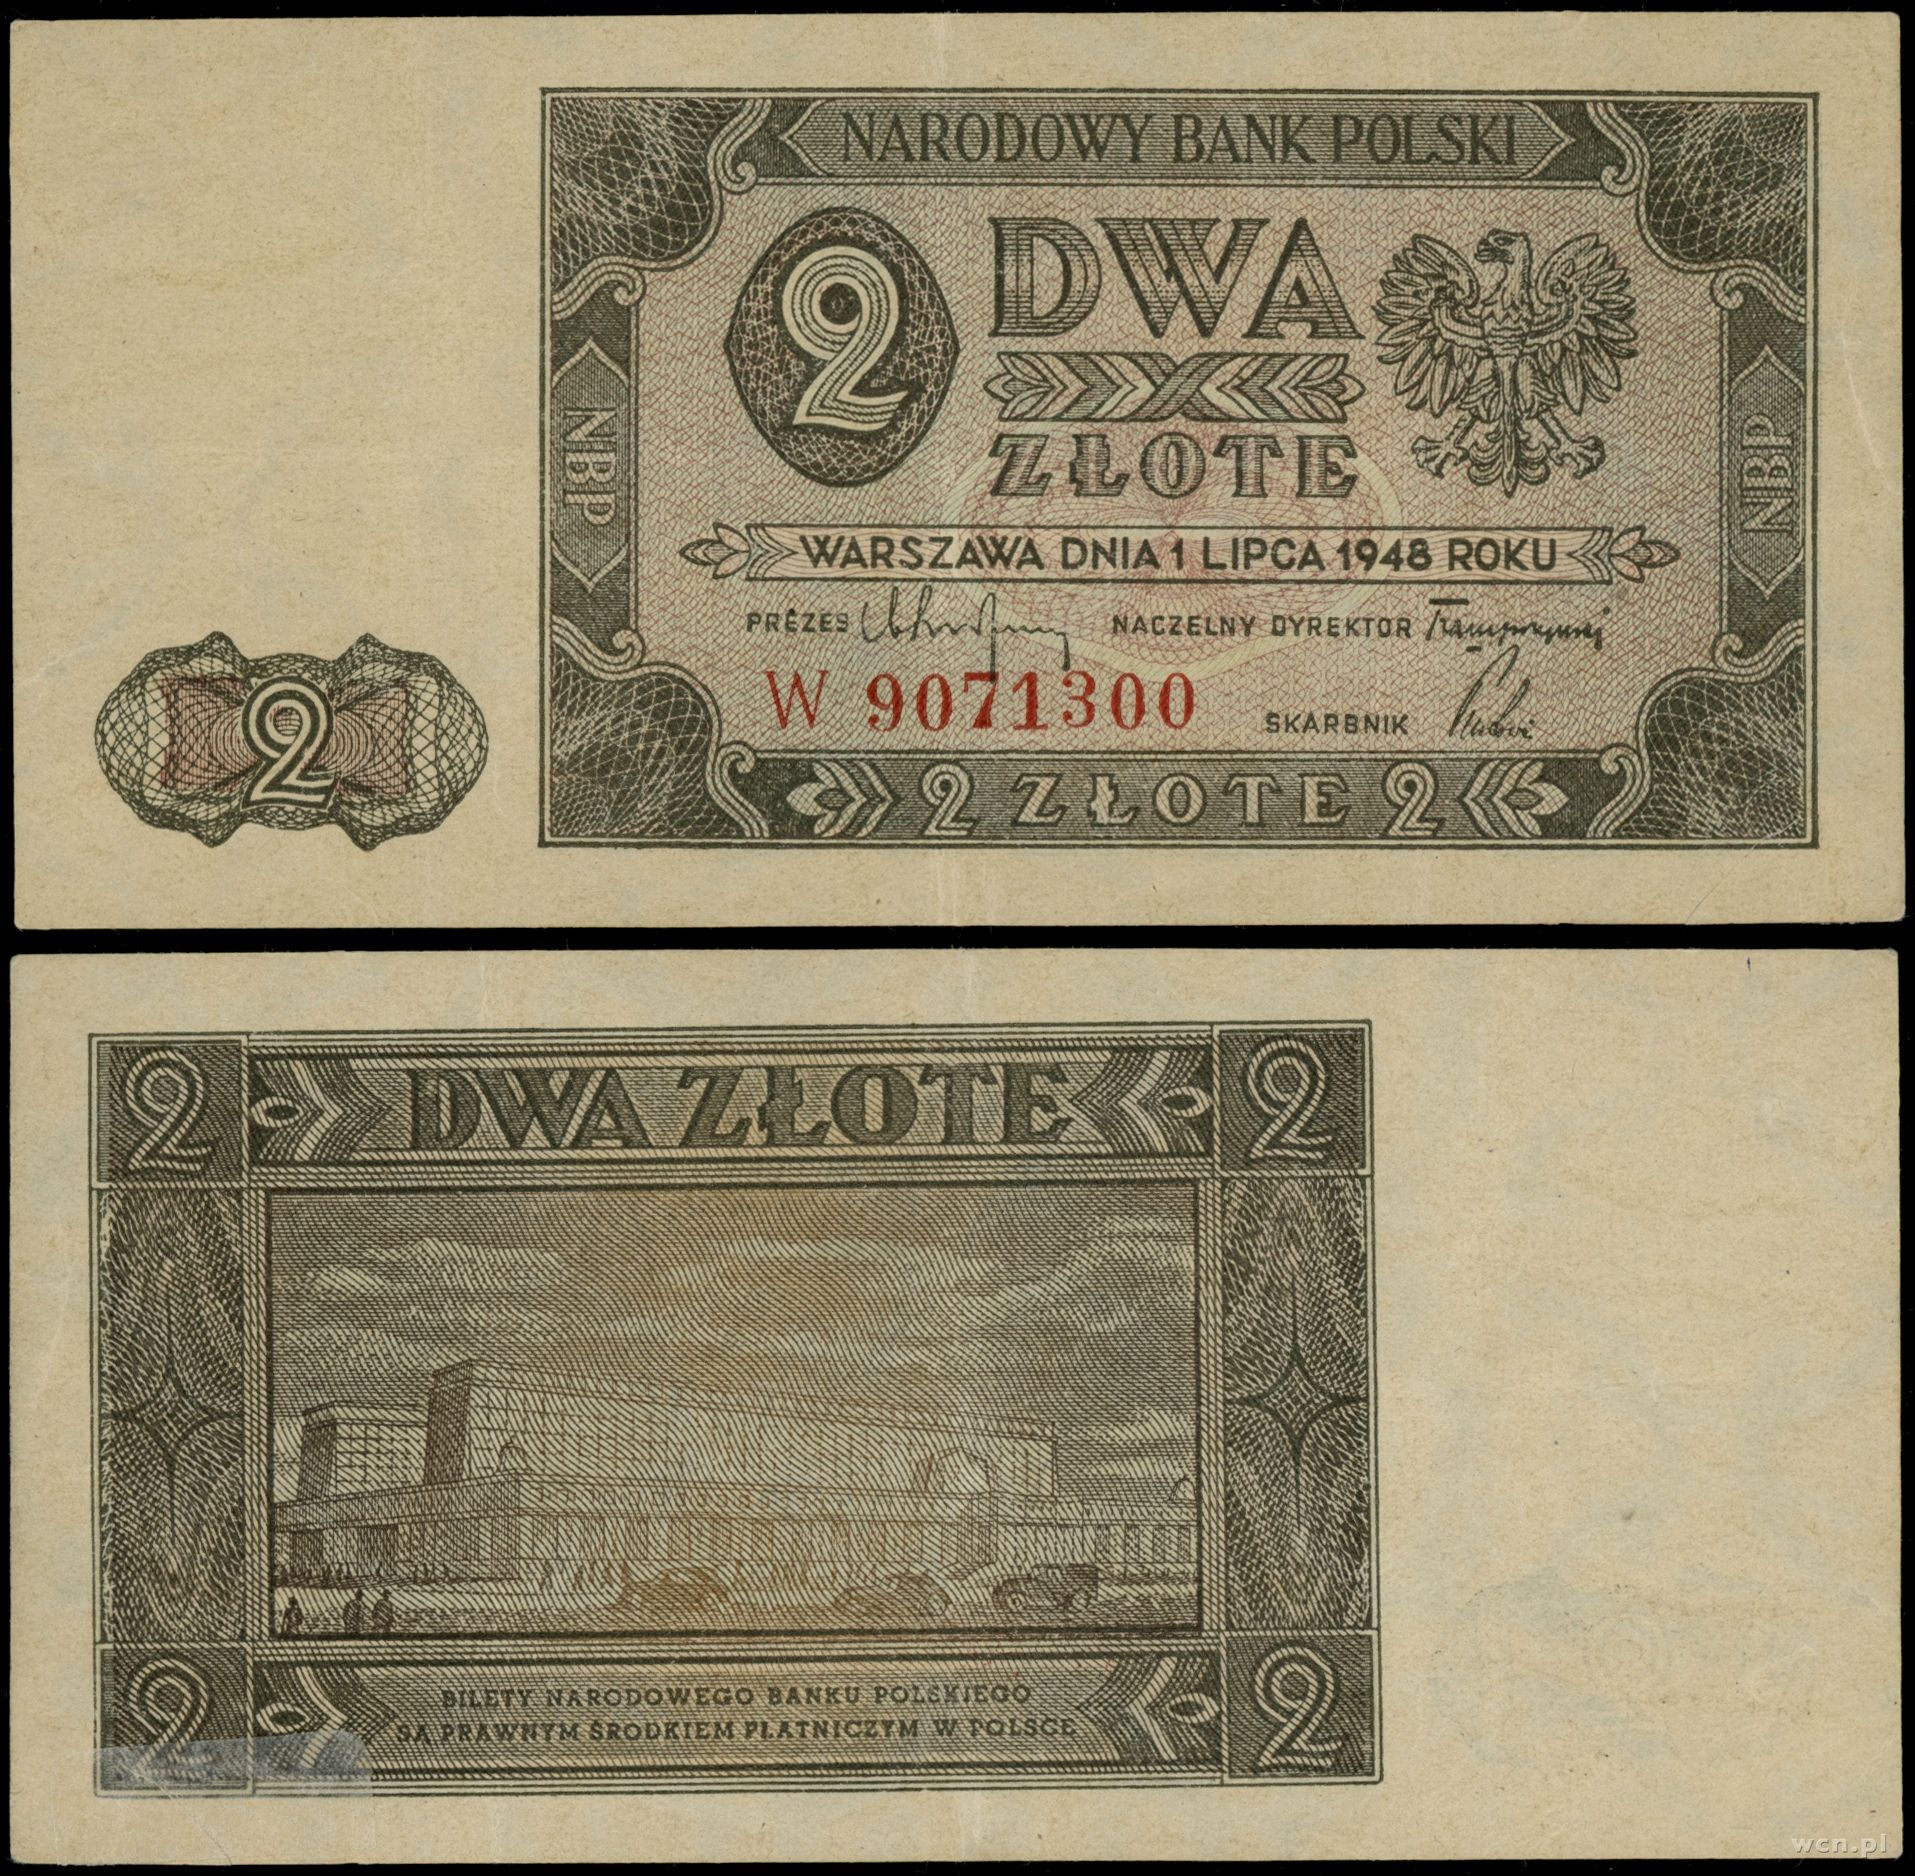 NARODOWY BANK POLSKI
2
DWA
ZŁOTE
NBP
NBP
WARSZAWA DNIA 1 LIPCA 1948 ROKU
PREZES NACZELNY DYREKTOR
W 9071300
SKARBNIK
2 ZŁOTE 2
2
2 DWA ZŁOTE 2
BILETY NARODOWEGO BANKU POLSKIEGO
SĄ PRAWNYM ŚRODKIEM PŁATNICZYM W POLSCE
2 2
wcn.pl